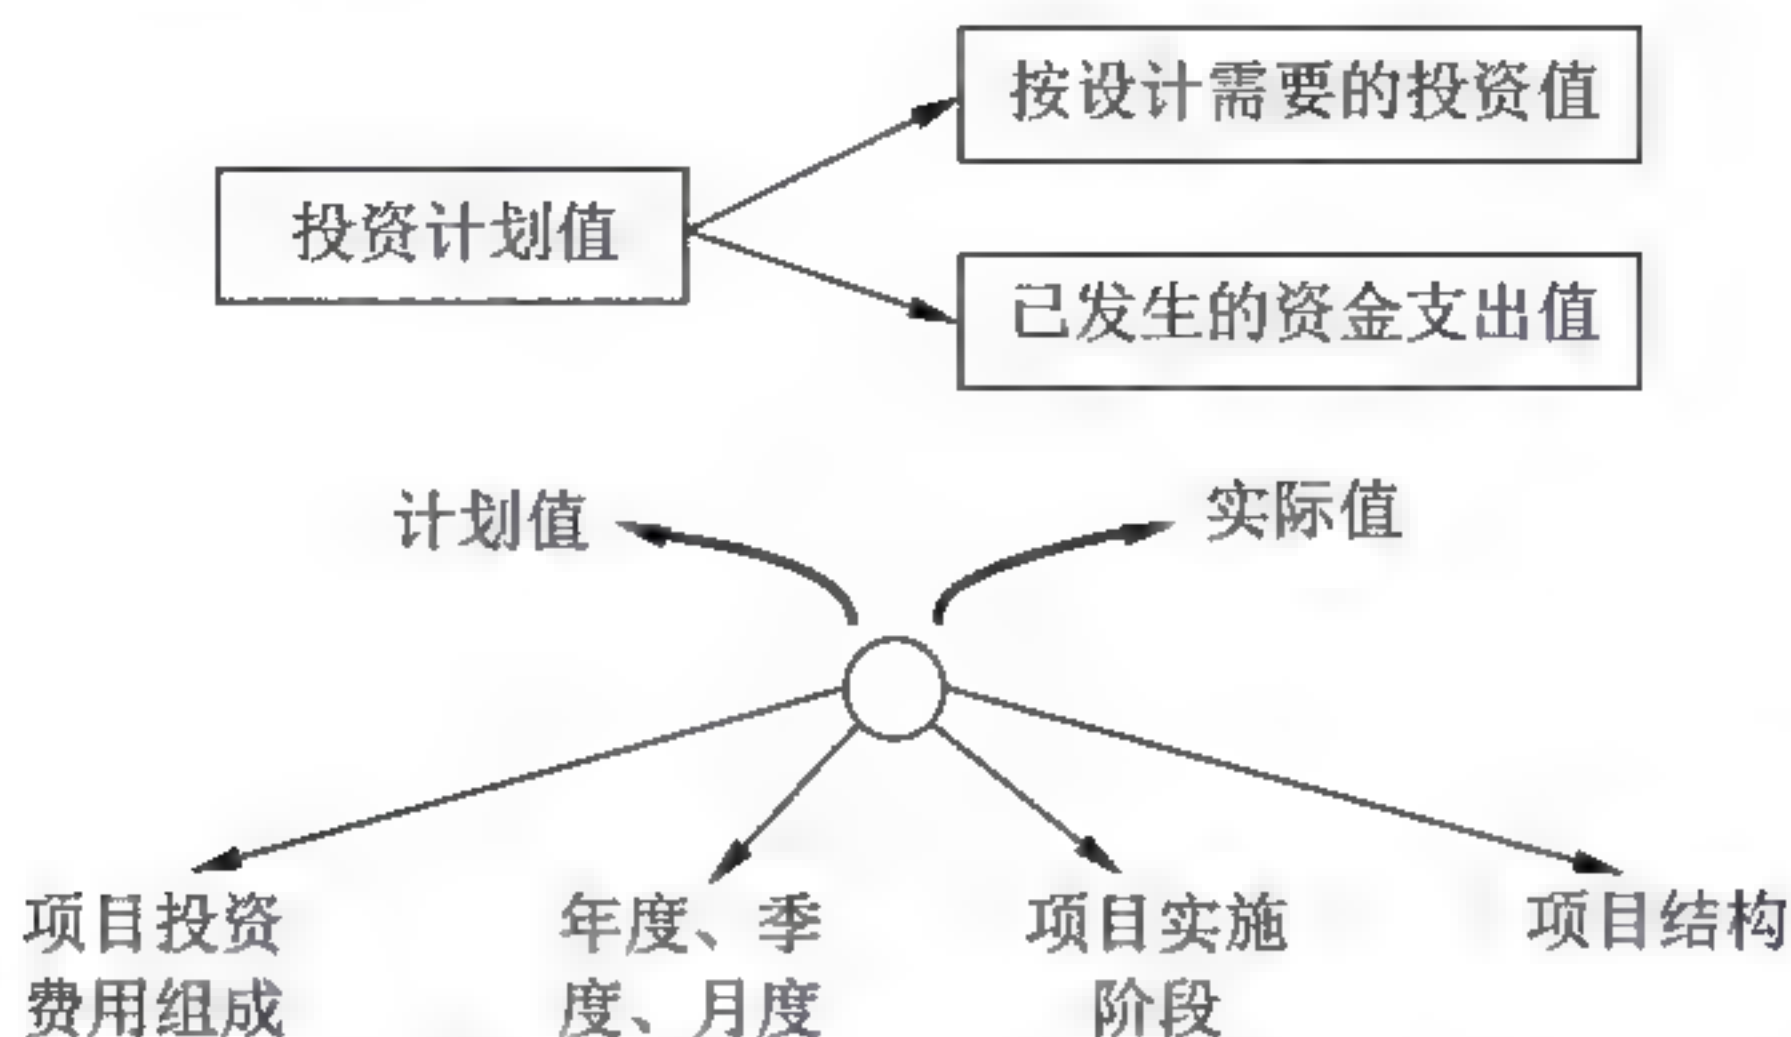 按设计需要的投资值
投资计划值
已发生的资金支出值
计划值
实际值
项目投资
费用组成
年度、季
度、月度
项目实施
阶段
项目结构